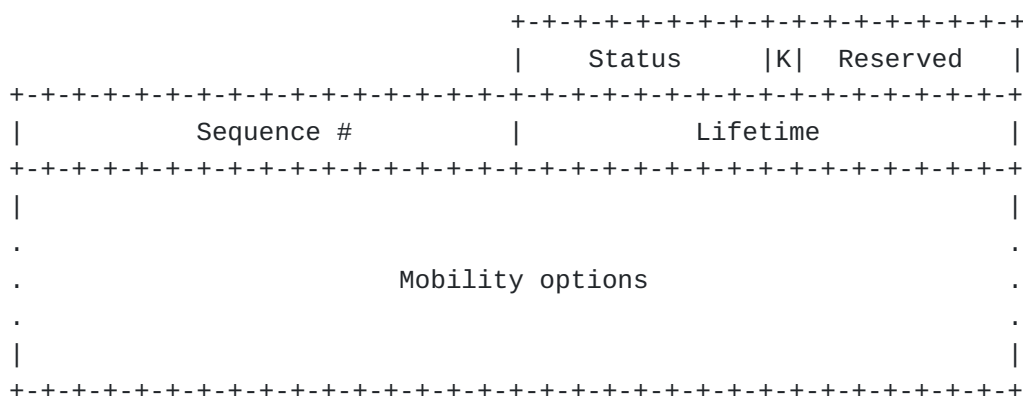 +-+-+-+-+-+-+-+-+-+-+-+-+-+-+-+-+
                                |    Status     |K|  Reserved   |
+-+-+-+-+-+-+-+-+-+-+-+-+-+-+-+-+-+-+-+-+-+-+-+-+-+-+-+-+-+-+-+-+
|           Sequence #          |           Lifetime            |
+-+-+-+-+-+-+-+-+-+-+-+-+-+-+-+-+-+-+-+-+-+-+-+-+-+-+-+-+-+-+-+-+
|                                                               |
.                                                               .
.                        Mobility options                       .
.                                                               .
|                                                               |
+-+-+-+-+-+-+-+-+-+-+-+-+-+-+-+-+-+-+-+-+-+-+-+-+-+-+-+-+-+-+-+-+